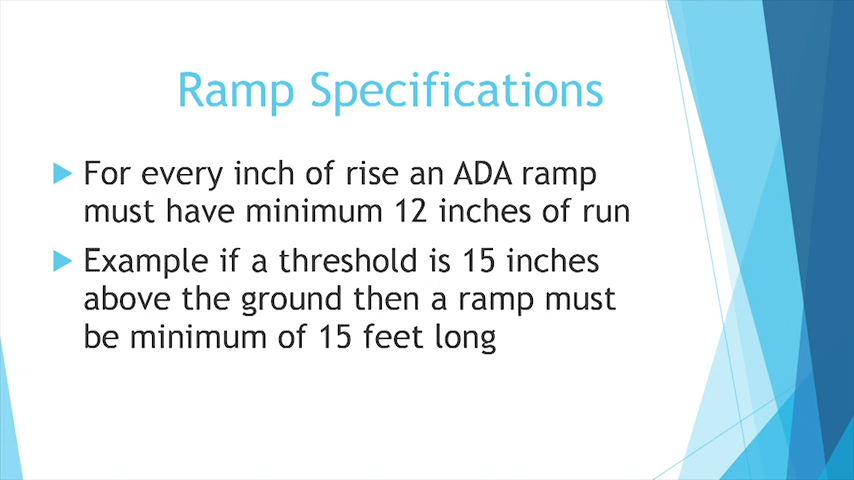 Ramp Specifications
For every inch of rise an ADA ramp
must have minimum 12 inches of run
Example if a threshold is 15 inches
above the ground then a ramp must
be minimum of 15 feet long